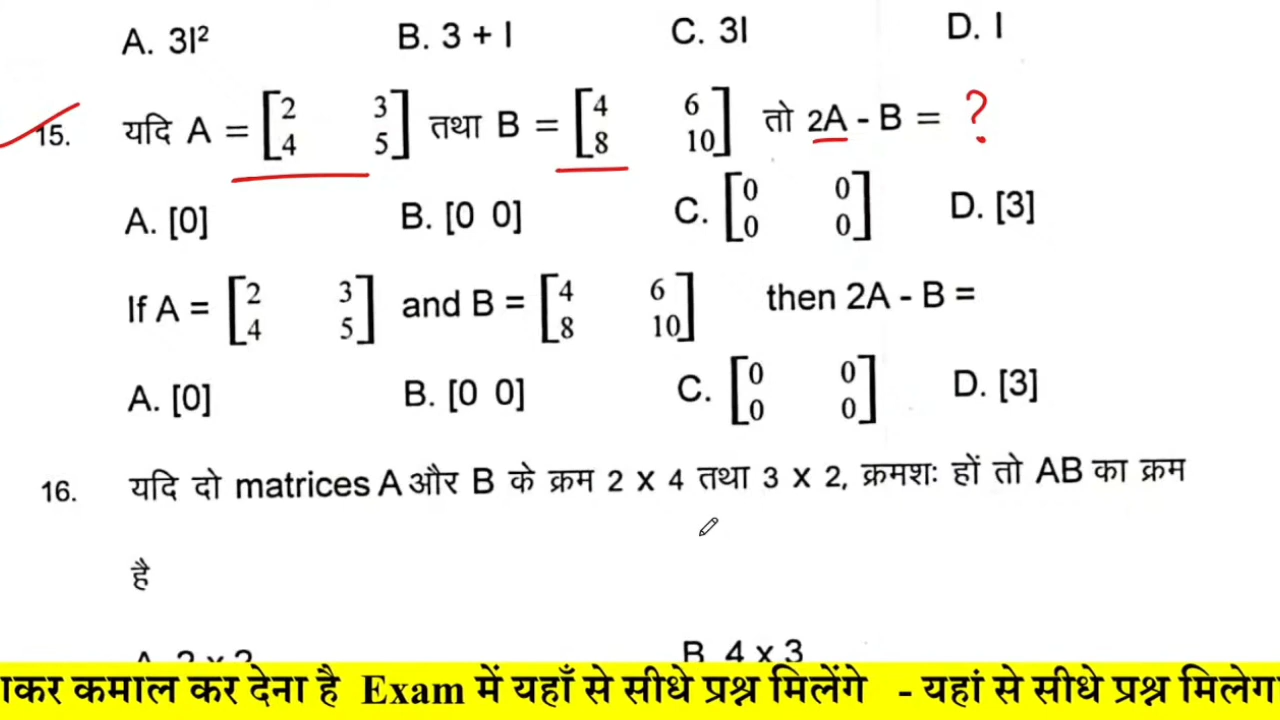 A. 3I² B. 3 + I C. 3I D. I
15. यदि A = [2 3 तथा B = [4 6 तो 2A - B = ?
4 5] 8 10]
A. [0] B. [0 0] C. [0 0 D. [3]
0 0]
If A = [2 3 and B = [4 6 then 2A - B =
4 5] 8 10]
A. [0] B. [0 0] C. [0 0 D. [3]
0 0]
16. यदि दो matrices A और B के क्रम 2 x 4 तथा 3 x 2, क्रमशः हों तो AB का क्रम
है
B. 4 x 3
कर कमाल कर देना है Exam में यहाँ से सीधे प्रश्न मिलेंगे - यहां से सीधे प्रश्न मिलेगा